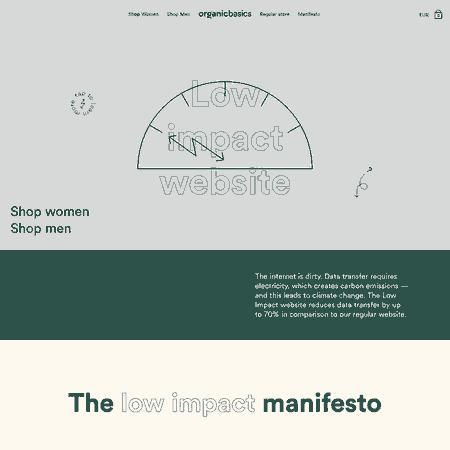 Shop Women Shop Men organicbasics Regular store Manifesto
EUR 0
Low
impact
website
Shop women
Shop men
The internet is dirty. Data transfer requires
electricity, which creates carbon emissions —
and this leads to climate change. The Low
Impact website reduces data transfer by up
to 70% in comparison to our regular website.
The low impact manifesto